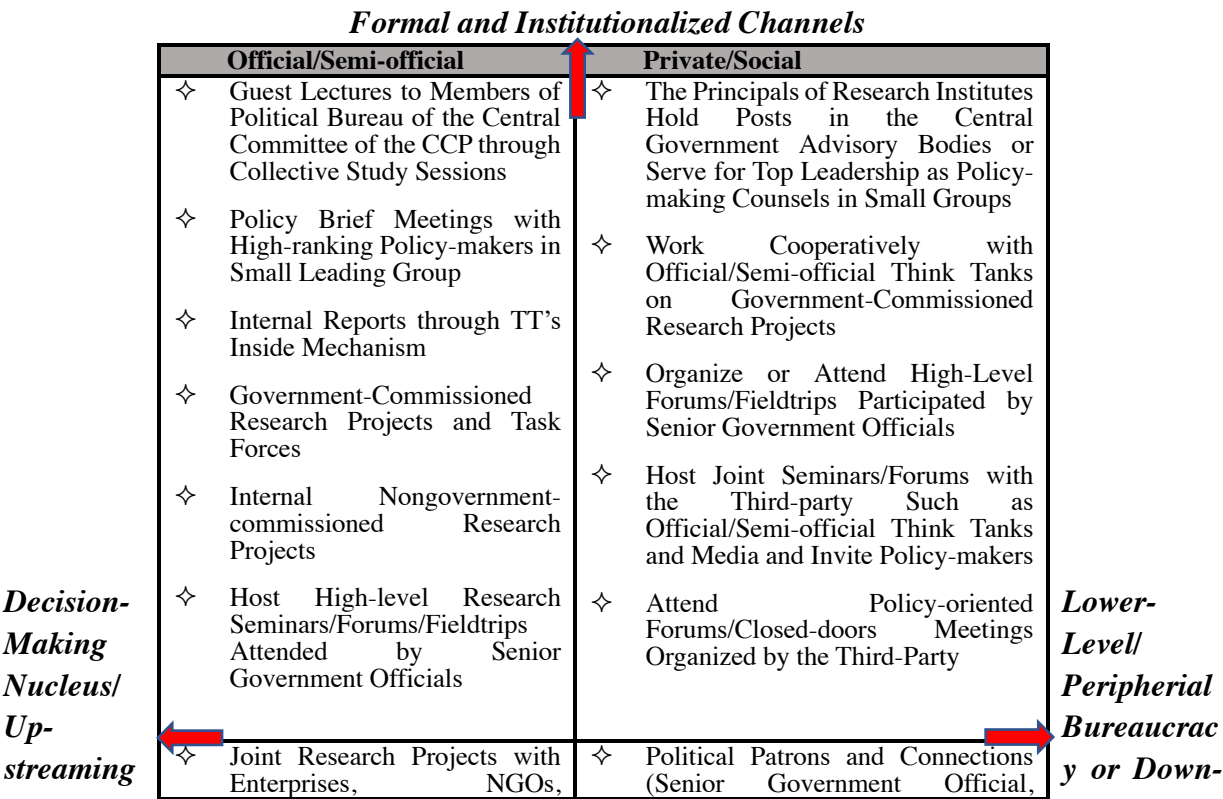 Formal and Institutionalized Channels
Official/Semi-official
Guest Lectures to Members of
Political Bureau of the Central
Committee of the CCP through
Collective Study Sessions
Policy Brief Meetings with
High-ranking Policy-makers in
Small Leading Group
Internal Reports through TT's
Inside Mechanism
Government-Commissioned
Research Projects and Task
Forces
Internal Nongovernment-
commissioned Research
Projects
Host High-level Research
Seminars/Forums/Fieldtrips
Attended by Senior
Government Officials
Private/Social
The Principals of Research Institutes
Hold Posts in the Central
Government Advisory Bodies or
Serve for Top Leadership as Policy-
making Counsels in Small Groups
Work Cooperatively with
Official/Semi-official Think Tanks
on Government-Commissioned
Research Projects
Organize or Attend High-Level
Forums/Fieldtrips Participated by
Senior Government Officials
Host Joint Seminars/Forums with
the Third-party Such as
Official/Semi-official Think Tanks
and Media and Invite Policy-makers
Attend Policy-oriented
Forums/Closed-doors Meetings
Organized by the Third-Party
Decision-
Making
Nucleus/
Up-
streaming
Lower-
Level/
Peripherial
Bureaucrac
y or Down-
Joint Research Projects with
Enterprises, NGOs,
Political Patrons and Connections
(Senior Government Official,